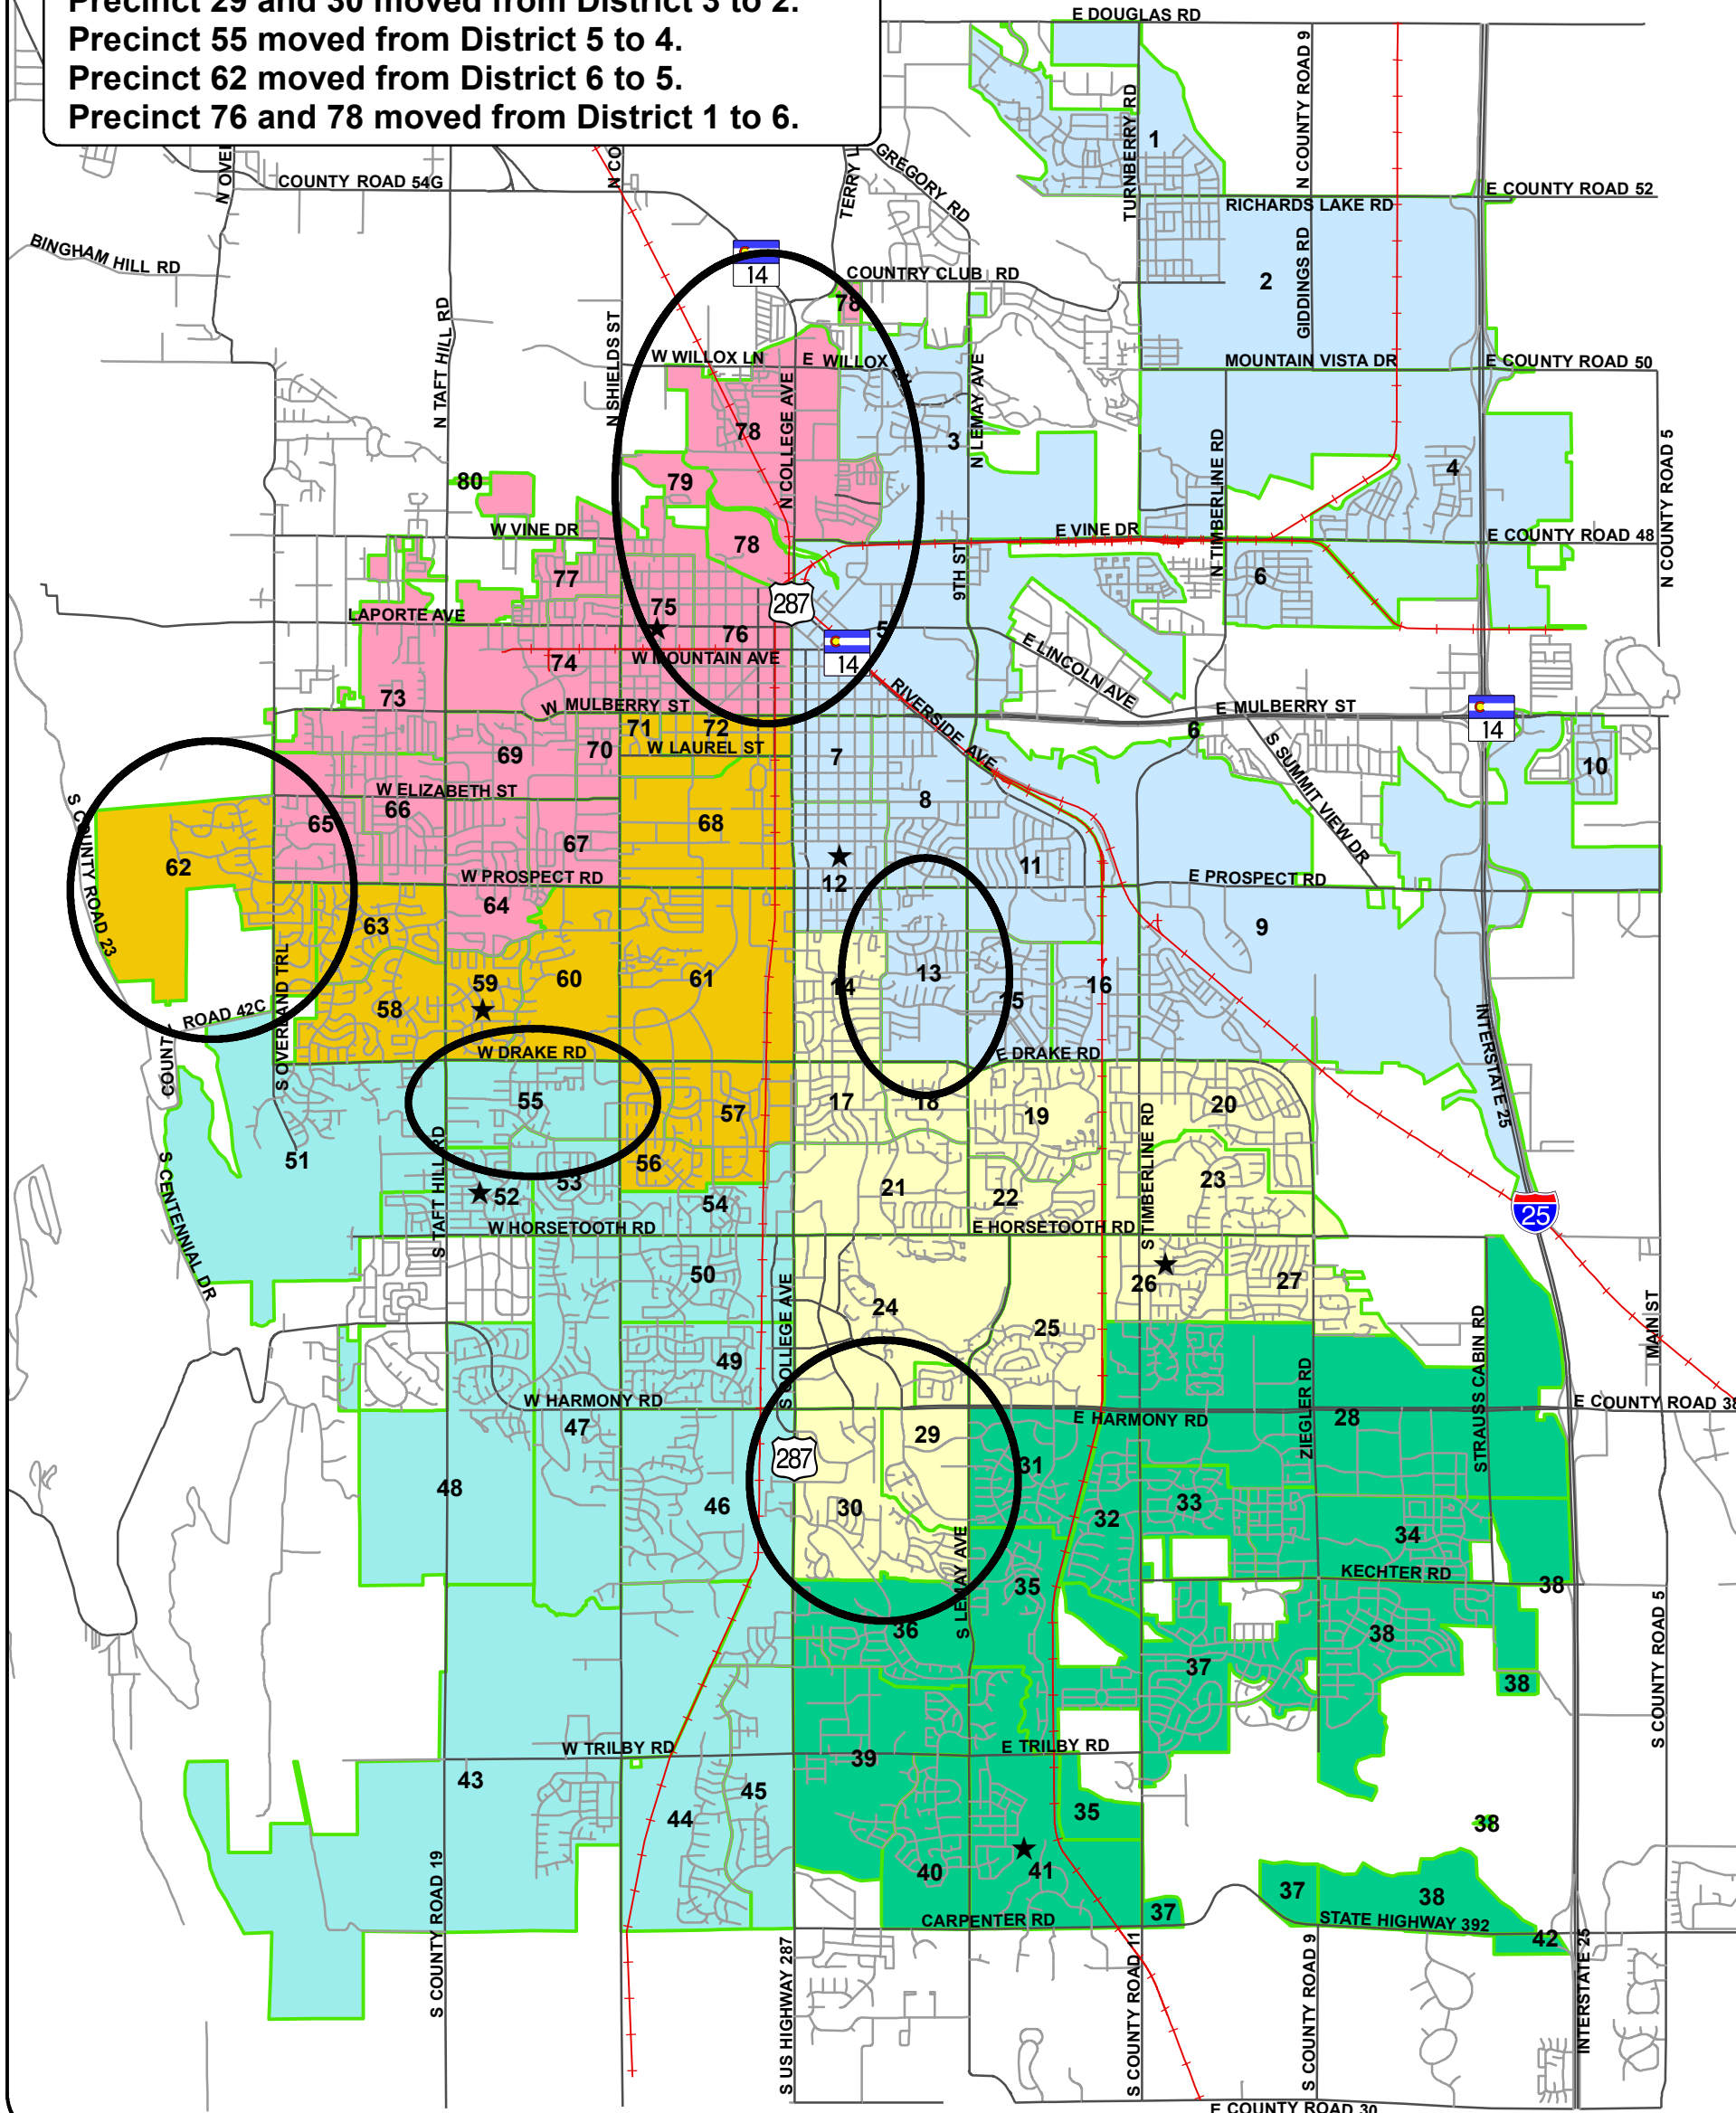 Precinct 29 and 30 moved from District 3 to 2.
Precinct 55 moved from District 5 to 4.
Precinct 62 moved from District 6 to 5.
Precinct 76 and 78 moved from District 1 to 6.
E DOUGLAS RD
N COUNTY ROAD 9
TURNBERRY RD
1
GREGORY RD
COUNTY ROAD 54G
E COUNTY ROAD 52
RICHARDS LAKE RD
BINGHAM HILL RD
GIDDINGS RD
2
14
COUNTRY CLUB RD
78
N TAFT HILL RD
N SHIELDS ST
W WILLOX LN
E WILLOX
MOUNTAIN VISTA DR
E COUNTY ROAD 50
N COLLEGE AVE
N LEMAY AVE
78
3
4
N TIMBERLINE RD
N COUNTY ROAD 5
80
79
W VINE DR
78
E VINE DR
E COUNTY ROAD 48
77
9TH ST
6
LAPORTE AVE
75
287
76
5
14
W MOUNTAIN AVE
74
E LINCOLN AVE
73
W MULBERRY ST
RIVERSIDE AVE
E MULBERRY ST
14
71
72
6
W LAUREL ST
7
69
70
S SUMMIT VIEW DR
10
W ELIZABETH ST
66
65
68
8
S COUNTY ROAD 23
62
67
11
12
W PROSPECT RD
E PROSPECT RD
64
63
9
S OVERLAND TRL
59
60
61
14
13
15
16
58
ROAD 42C
INTERSTATE 25
W DRAKE RD
E DRAKE RD
55
57
17
18
19
20
S TIMBERLINE RD
S TAFT HILL RD
51
56
23
S CENTENNIAL DR
52
53
54
21
22
25
W HORSETOOTH RD
E HORSETOOTH RD
50
26
27
S COLLEGE AVE
24
25
MAIN ST
49
ZIEGLER RD
STRAUSS CABIN RD
W HARMONY RD
E HARMONY RD
E COUNTY ROAD 38
47
28
29
287
31
48
46
30
32
33
34
S LEMAY AVE
KECHTER RD
35
38
36
38
37
38
S COUNTY ROAD 5
W TRILBY RD
E TRILBY RD
39
43
45
44
35
38
40
41
37
38
37
S COUNTY ROAD 19
CARPENTER RD
STATE HIGHWAY 392
42
S US HIGHWAY 287
S COUNTY ROAD 11
S COUNTY ROAD 9
INTERSTATE 25
E COUNTY ROAD 30